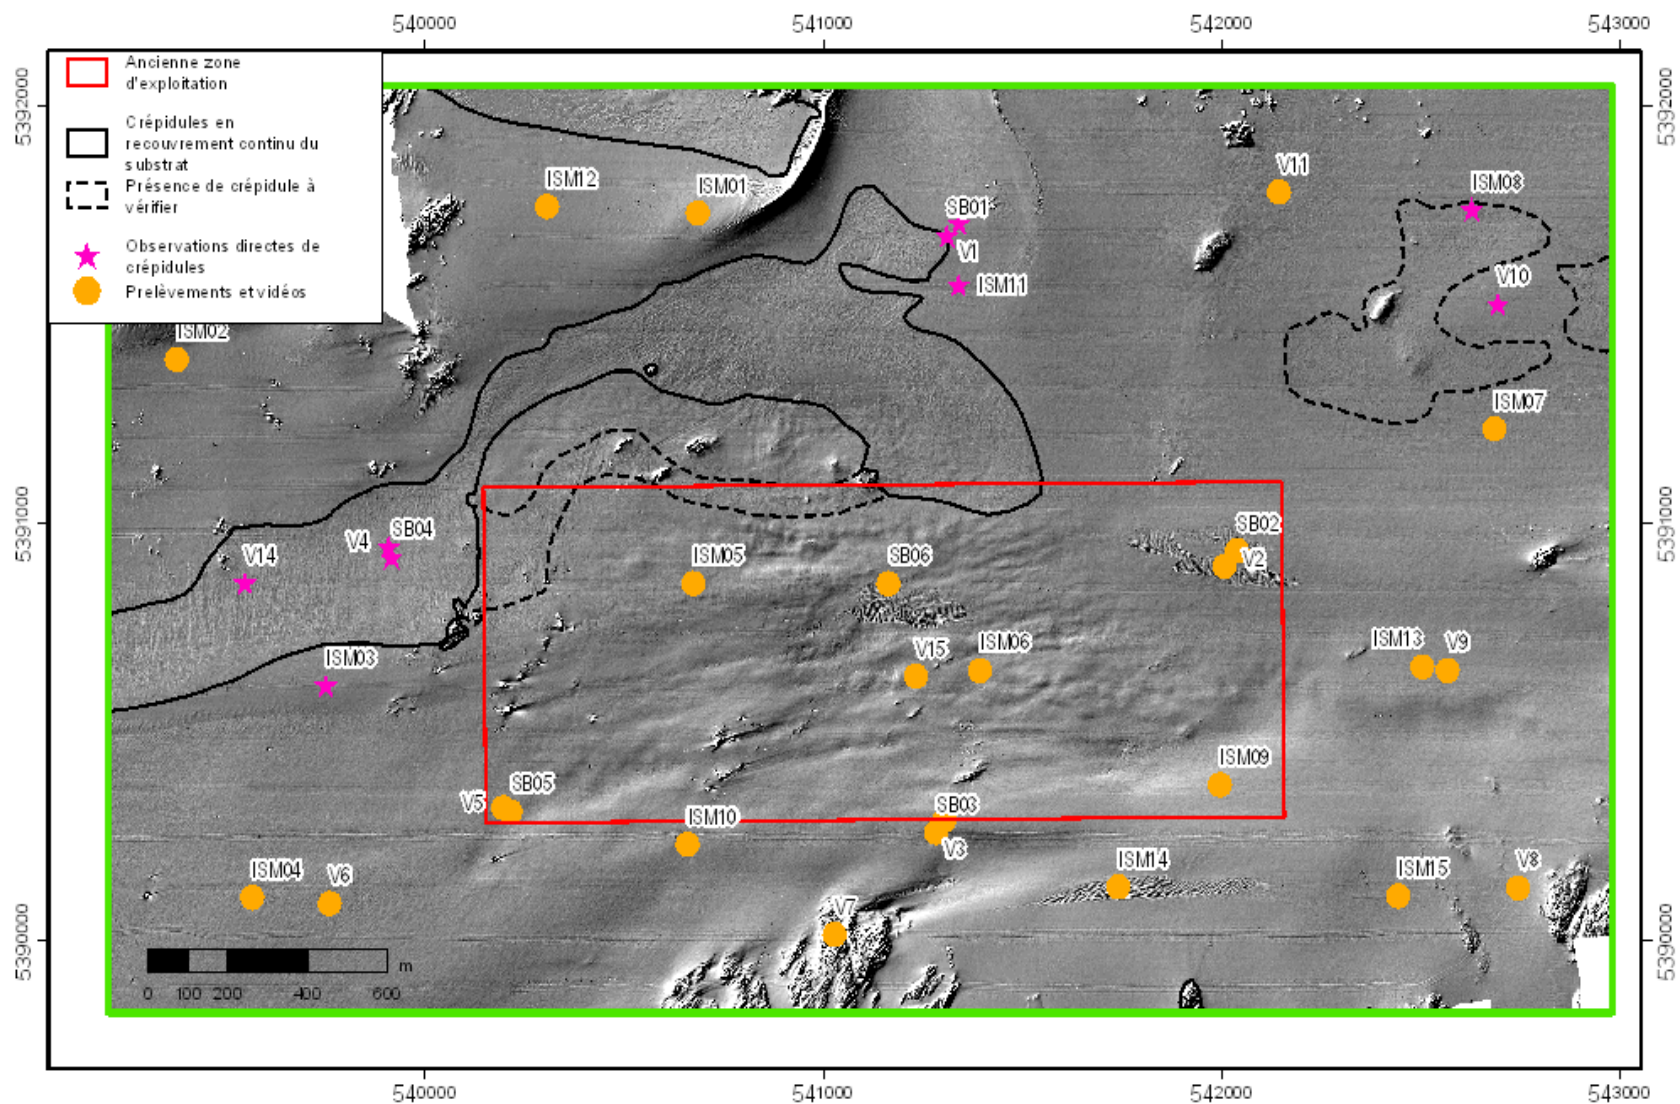 540000
541000
542000
543000
Ancienne zone
d'exploitation
Crépidules en
recouvrement continu du
substrat
Présence de crépidule à
vérifier
Observations directes de
crépidules
Prelèvements et vidéos
5392000
5392000
ISM12
ISM01
V11
ISM08
SB01
V1
ISM11
V10
ISM02
ISM07
5391000
5391000
V4
SB04
V14
ISM05
SB06
SB02
V2
ISM03
V15
ISM06
ISM13
V9
ISM09
V5
SB05
ISM10
SB03
V3
ISM04
V6
ISM14
ISM15
V8
V7
5390000
5390000
m
0 100 200 400 600
540000
541000
542000
543000